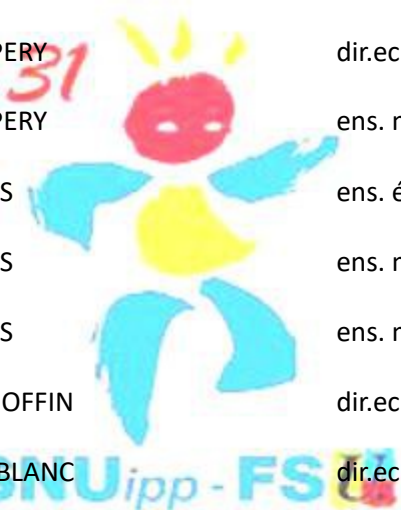 PERY dir.ec
31
PERY ens. r
S ens. é
S ens. r
S ens. r
OFFIN dir.ec
BLANC dir.ec
SNUipp - FSU